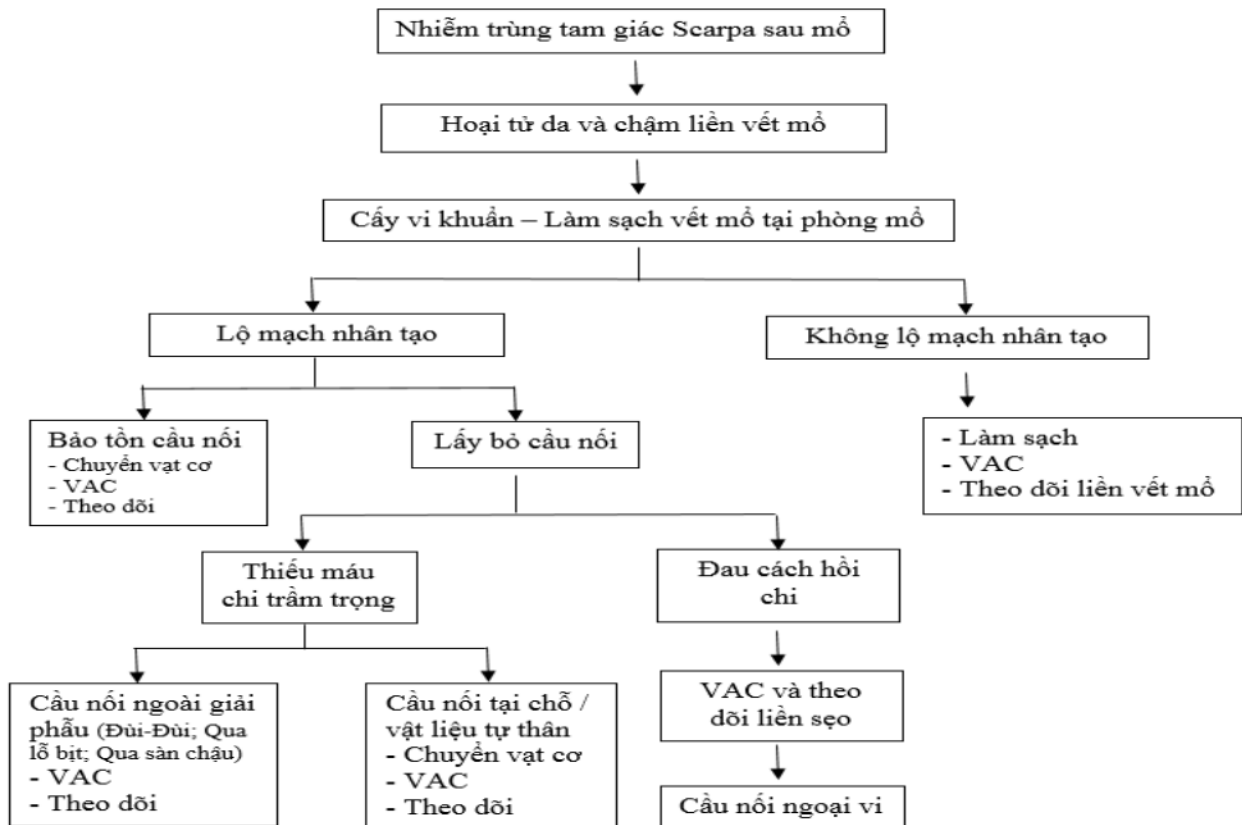 Nhiễm trùng tam giác Scarpa sau mổ
Hoại tử da và chậm liền vết mổ
Cấy vi khuẩn – Làm sạch vết mổ tại phòng mổ
Lộ mạch nhân tạo
Không lộ mạch nhân tạo
Bảo tồn cầu nối
- Chuyển vạt cơ
- VAC
- Theo dõi
Lấy bỏ cầu nối
- Làm sạch
- VAC
- Theo dõi liền vết mổ
Thiếu máu
chi trầm trọng
Đau cách hồi
chi
Cầu nối ngoài giải
phẫu (Đùi-Đùi; Qua
lỗ bịt; Qua sàn chậu)
- VAC
- Theo dõi
Cầu nối tại chỗ /
vật liệu tự thân
- Chuyển vạt cơ
- VAC
- Theo dõi
VAC và theo
dõi liền sẹo
Cầu nối ngoại vi